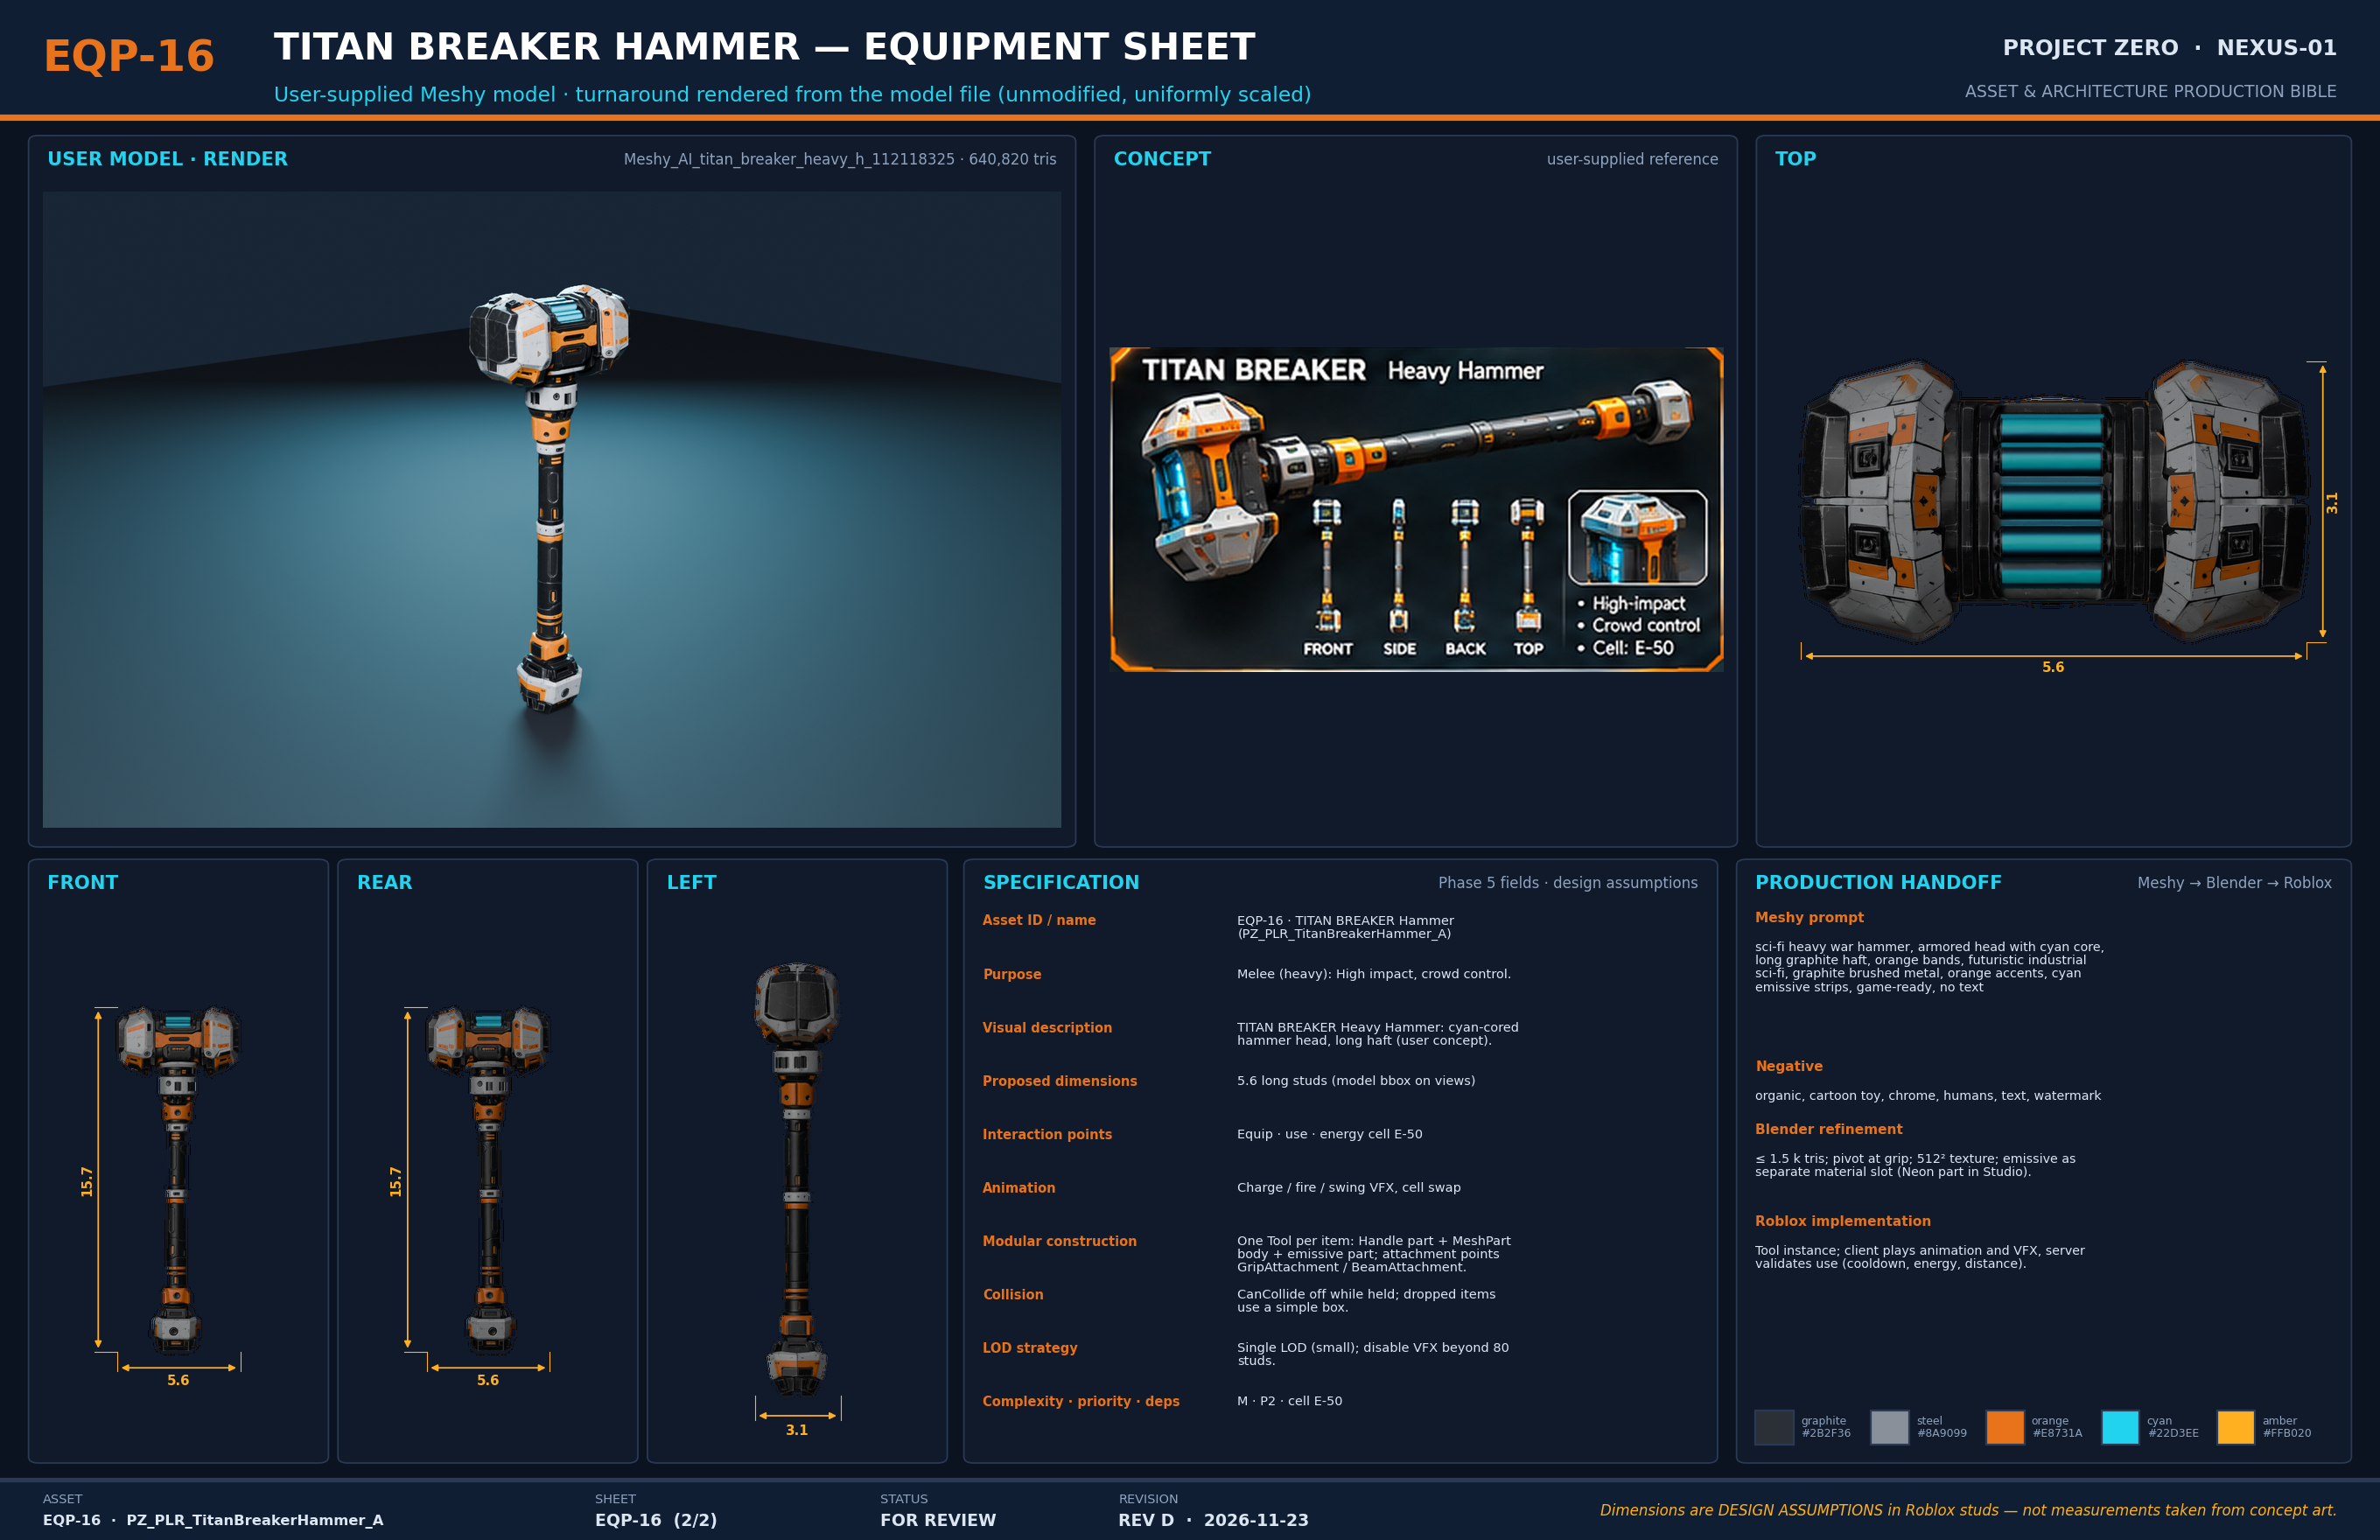 EQP-16
TITAN BREAKER HAMMER — EQUIPMENT SHEET
User-supplied Meshy model · turnaround rendered from the model file (unmodified, uniformly scaled)
PROJECT ZERO · NEXUS-01
ASSET & ARCHITECTURE PRODUCTION BIBLE
USER MODEL · RENDER
Meshy_AI_titan_breaker_heavy_h_112118325 · 640,820 tris
CONCEPT
user-supplied reference
TITAN BREAKER Heavy Hammer
FRONT SIDE BACK TOP
• High-impact
• Crowd control
• Cell: E-50
TOP
3.1
5.6
FRONT
15.7
5.6
REAR
15.7
5.6
LEFT
3.1
SPECIFICATION
Phase 5 fields · design assumptions
Asset ID / name
EQP-16 · TITAN BREAKER Hammer
(PZ_PLR_TitanBreakerHammer_A)
Purpose
Melee (heavy): High impact, crowd control.
Visual description
TITAN BREAKER Heavy Hammer: cyan-cored
hammer head, long haft (user concept).
Proposed dimensions
5.6 long studs (model bbox on views)
Interaction points
Equip · use · energy cell E-50
Animation
Charge / fire / swing VFX, cell swap
Modular construction
One Tool per item: Handle part + MeshPart
body + emissive part; attachment points
GripAttachment / BeamAttachment.
Collision
CanCollide off while held; dropped items
use a simple box.
LOD strategy
Single LOD (small); disable VFX beyond 80
studs.
Complexity · priority · deps
M · P2 · cell E-50
PRODUCTION HANDOFF
Meshy → Blender → Roblox
Meshy prompt
sci-fi heavy war hammer, armored head with cyan core,
long graphite haft, orange bands, futuristic industrial
sci-fi, graphite brushed metal, orange accents, cyan
emissive strips, game-ready, no text
Negative
organic, cartoon toy, chrome, humans, text, watermark
Blender refinement
≤ 1.5 k tris; pivot at grip; 512² texture; emissive as
separate material slot (Neon part in Studio).
Roblox implementation
Tool instance; client plays animation and VFX, server
validates use (cooldown, energy, distance).
graphite
#2B2F36
steel
#8A9099
orange
#E8731A
cyan
#22D3EE
amber
#FFB020
ASSET
EQP-16 · PZ_PLR_TitanBreakerHammer_A
SHEET
EQP-16 (2/2)
STATUS
FOR REVIEW
REVISION
REV D · 2026-11-23
Dimensions are DESIGN ASSUMPTIONS in Roblox studs — not measurements taken from concept art.